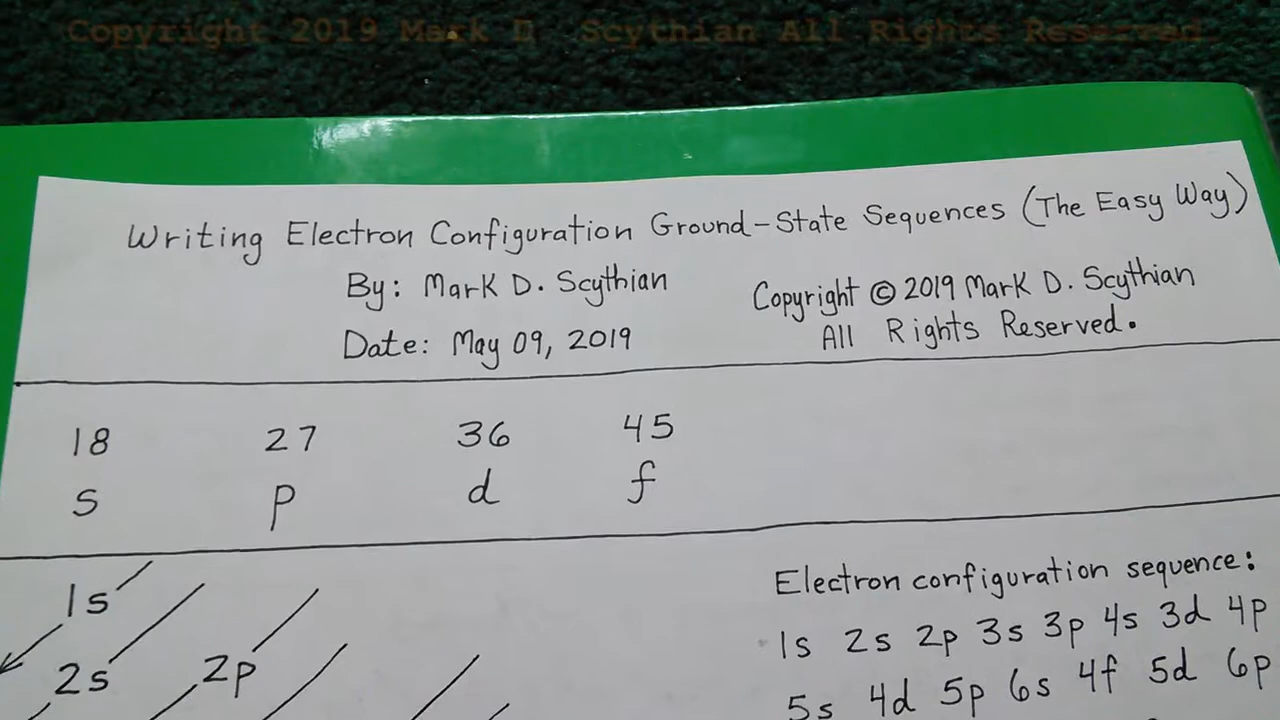 Copyright 2019 Mark D. Scythian All Rights Reserved.
Writing Electron Configuration Ground-State Sequences (The Easy Way)
By: Mark D. Scythian
Copyright © 2019 Mark D. Scythian
All Rights Reserved.
Date: May 09, 2019
18 27 36 45
s p d f
1s
2s 2p
Electron configuration sequence:
1s 2s 2p 3s 3p 4s 3d 4p
5s 4d 5p 6s 4f 5d 6p